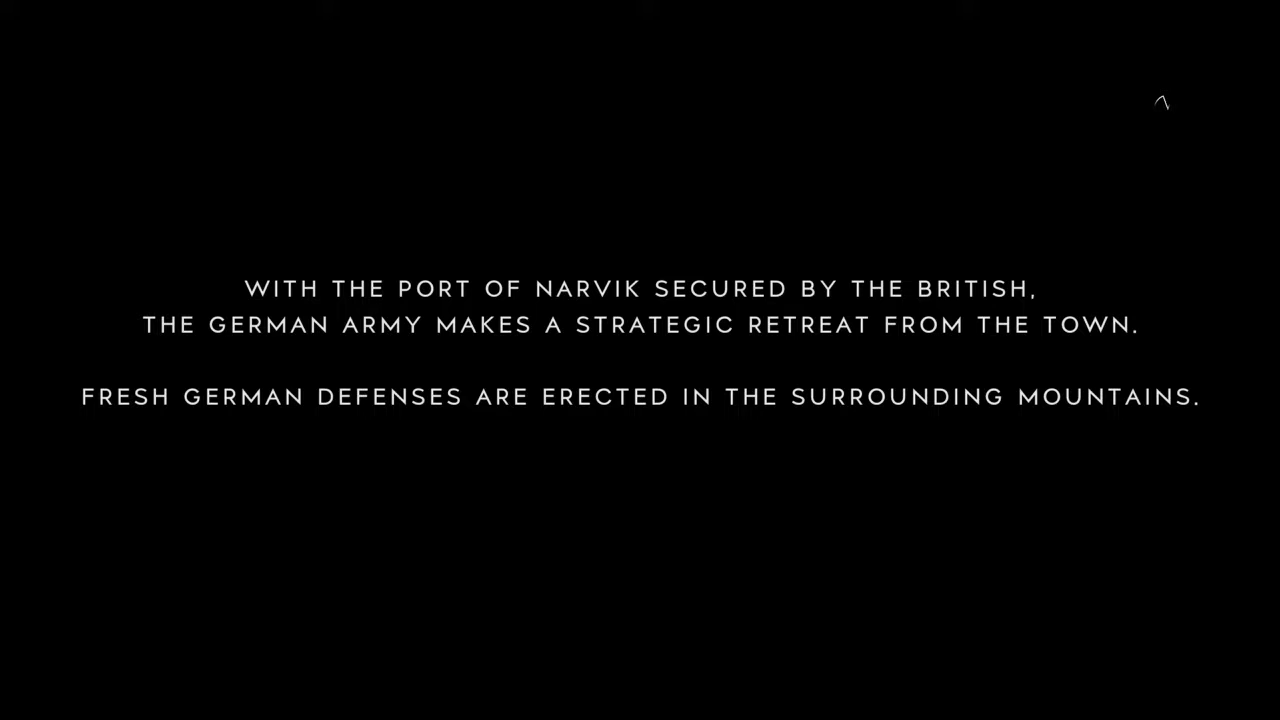 WITH THE PORT OF NARVIK SECURED BY THE BRITISH,
THE GERMAN ARMY MAKES A STRATEGIC RETREAT FROM THE TOWN.
FRESH GERMAN DEFENSES ARE ERECTED IN THE SURROUNDING MOUNTAINS.